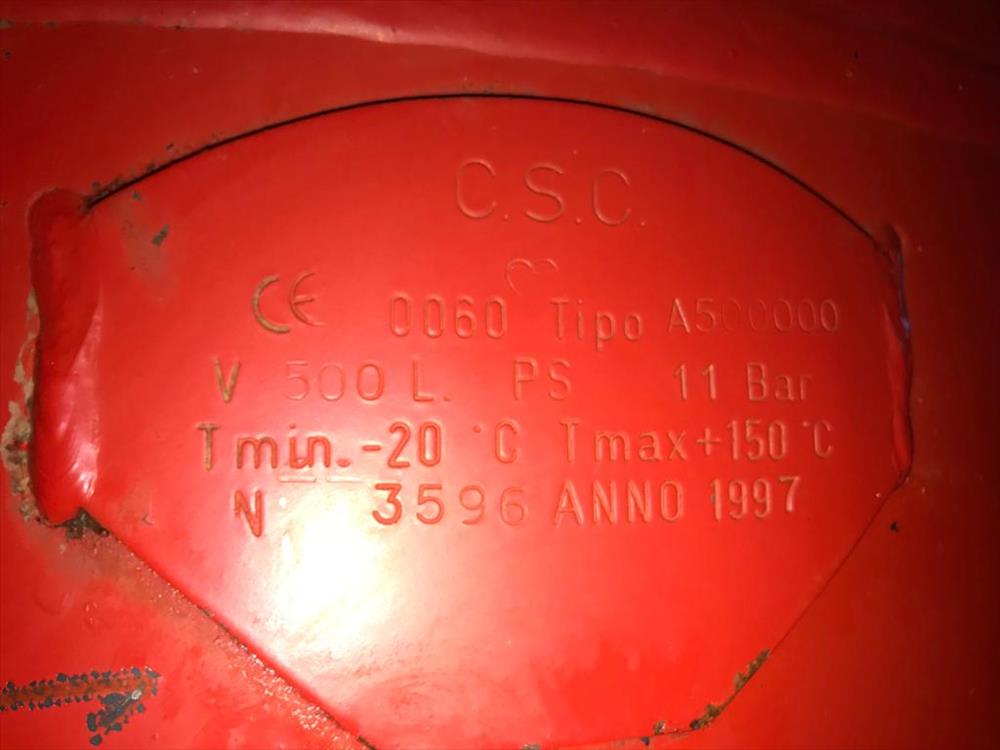 C.S.C.
CE 0060 Tipo A500000
V 500 L. PS 11 Bar
Tmin. -20 °C Tmax +150 °C
N 3596 ANNO 1997